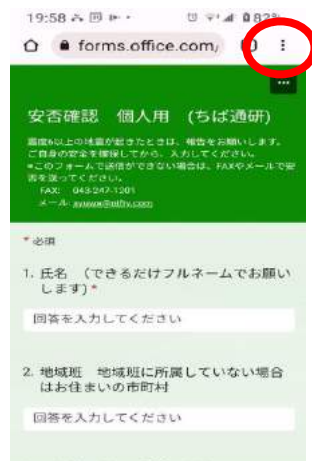 19:58 82%
forms.office.com/
安否確認 個人用 (ちば通研)
震度6以上の地震が起きたときは、報告をお願いします。
ご自身の安全を確保してから、入力してください。
*このフォームで送信ができない場合は、FAXやメールで安
否を送ってください。
FAX: 043-247-1201
メール:
*必須
1. 氏名 (できるだけフルネームでお願い
します) *
回答を入力してください
2. 地域班 地域班に所属していない場合
はお住まいの市町村
回答を入力してください